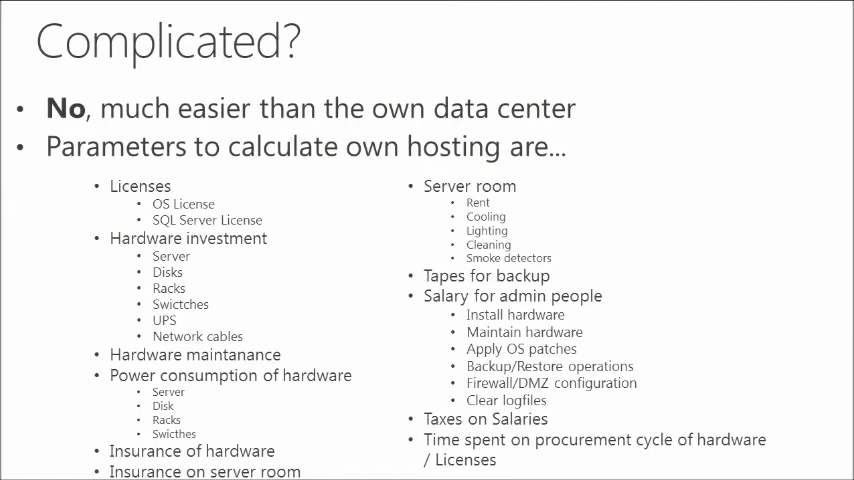 Complicated?
• No, much easier than the own data center
• Parameters to calculate own hosting are...
• Licenses
• OS License
• SQL Server License
• Hardware investment
• Server
• Disks
• Racks
• Swictches
• UPS
• Network cables
• Hardware maintanance
• Power consumption of hardware
• Server
• Disk
• Racks
• Swicthes
• Insurance of hardware
• Insurance on server room
• Server room
• Rent
• Cooling
• Lighting
• Cleaning
• Smoke detectors
• Tapes for backup
• Salary for admin people
• Install hardware
• Maintain hardware
• Apply OS patches
• Backup/Restore operations
• Firewall/DMZ configuration
• Clear logfiles
• Taxes on Salaries
• Time spent on procurement cycle of hardware
/ Licenses